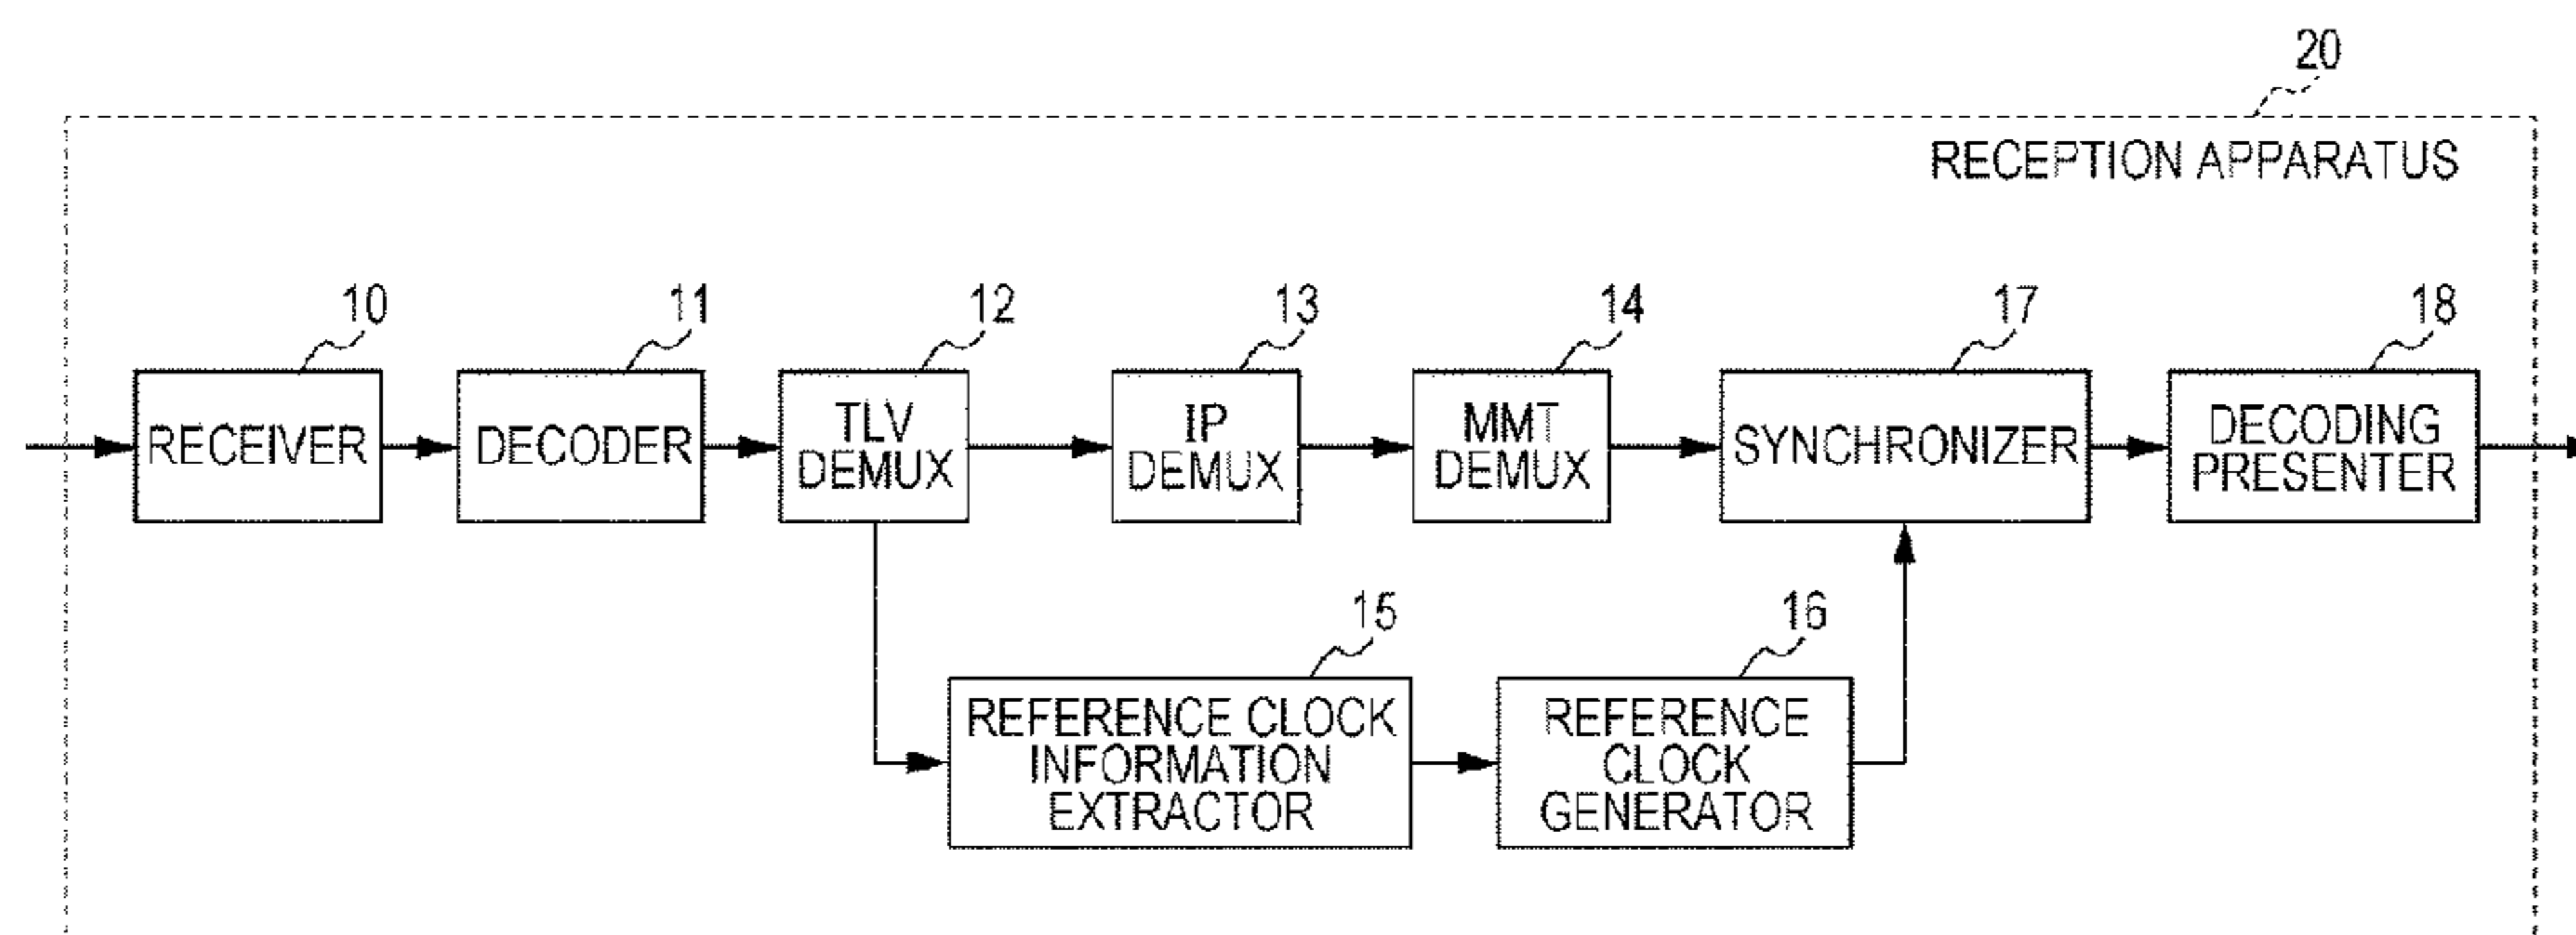 20
RECEPTION APPARATUS
10
11
12
13
14
17
18
RECEIVER
DECODER
TLV
DEMUX
IP
DEMUX
MMT
DEMUX
SYNCHRONIZER
DECODING
PRESENTER
15
16
REFERENCE CLOCK
INFORMATION
EXTRACTOR
REFERENCE
CLOCK
GENERATOR